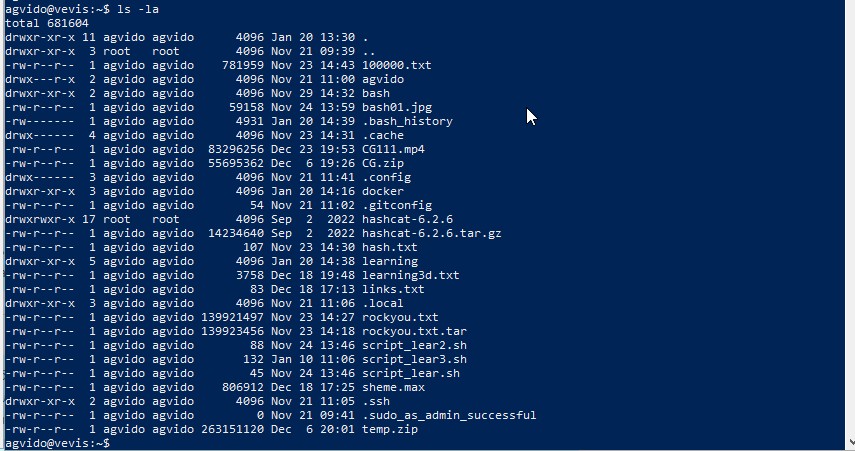 agvido@vevis:~$ ls -la
total 681604
drwxr-xr-x 11 agvido agvido      4096 Jan 20 13:30 .
drwxr-xr-x  3 root   root        4096 Nov 21 09:39 ..
-rw-r--r--  1 agvido agvido    781959 Nov 23 14:43 100000.txt
drwx---r-x  2 agvido agvido      4096 Nov 21 11:00 agvido
drwxr-xr-x  2 agvido agvido      4096 Nov 29 14:32 bash
-rw-r--r--  1 agvido agvido     59158 Nov 24 13:59 bash01.jpg
-rw-------  1 agvido agvido      4931 Jan 20 14:39 .bash_history
drwx------  4 agvido agvido      4096 Nov 23 14:31 .cache
-rw-r--r--  1 agvido agvido  83296256 Dec 23 19:53 CG111.mp4
-rw-r--r--  1 agvido agvido  55695362 Dec  6 19:26 CG.zip
drwx------  3 agvido agvido      4096 Nov 21 11:41 .config
drwxr-xr-x  3 agvido agvido      4096 Jan 20 14:16 docker
-rw-r--r--  1 agvido agvido        54 Nov 21 11:02 .gitconfig
drwxrwxr-x 17 root   root        4096 Sep  2  2022 hashcat-6.2.6
-rw-r--r--  1 agvido agvido  14234640 Sep  2  2022 hashcat-6.2.6.tar.gz
-rw-r--r--  1 agvido agvido       107 Nov 23 14:30 hash.txt
drwxr-xr-x  5 agvido agvido      4096 Jan 20 14:38 learning
-rw-r--r--  1 agvido agvido      3758 Dec 18 19:48 learning3d.txt
-rw-r--r--  1 agvido agvido        83 Dec 18 17:13 links.txt
drwxr-xr-x  3 agvido agvido      4096 Nov 21 11:06 .local
-rw-r--r--  1 agvido agvido 139921497 Nov 23 14:27 rockyou.txt
-rw-r--r--  1 agvido agvido 139923456 Nov 23 14:18 rockyou.txt.tar
-rw-r--r--  1 agvido agvido        88 Nov 24 13:46 script_lear2.sh
-rw-r--r--  1 agvido agvido       132 Jan 10 11:06 script_lear3.sh
-rw-r--r--  1 agvido agvido        45 Nov 24 13:46 script_lear.sh
-rw-r--r--  1 agvido agvido    806912 Dec 18 17:25 sheme.max
drwxr-xr-x  2 agvido agvido      4096 Nov 21 11:05 .ssh
-rw-r--r--  1 agvido agvido         0 Nov 21 09:41 .sudo_as_admin_successful
-rw-r--r--  1 agvido agvido 263151120 Dec  6 20:01 temp.zip
agvido@vevis:~$